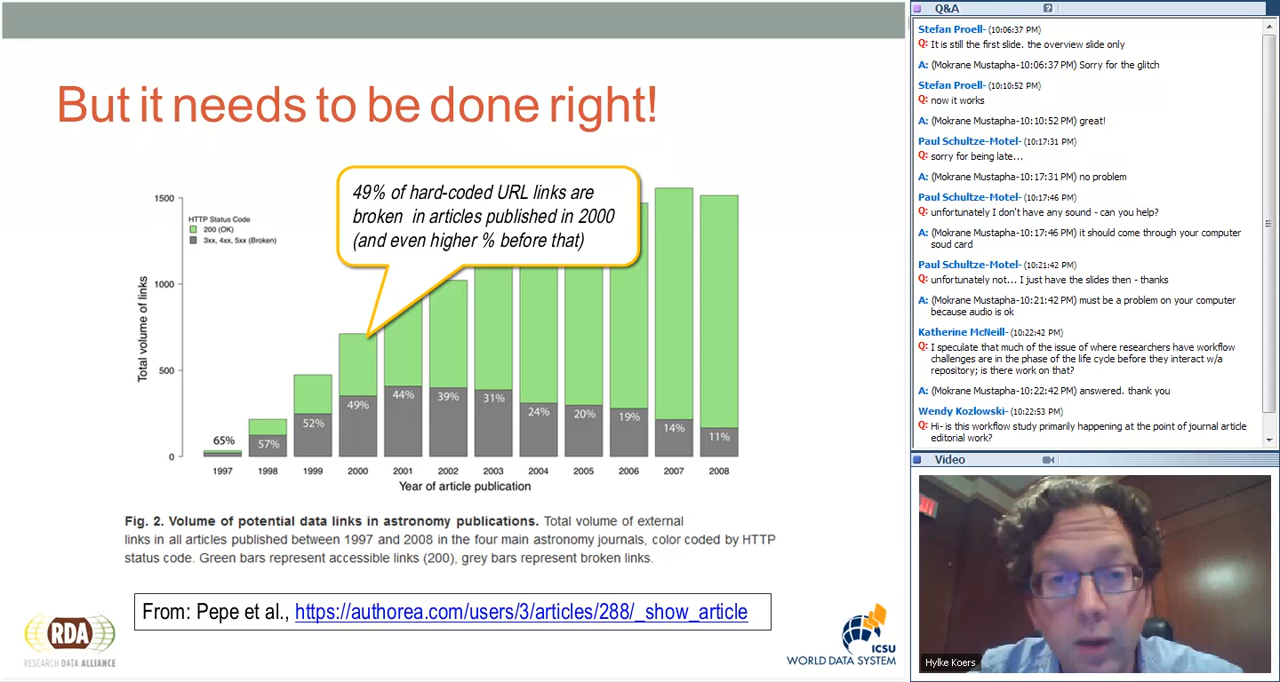 But it needs to be done right!
49% of hard-coded URL links are
broken in articles published in 2000
(and even higher % before that)
HTTP Status Code
200 (OK)
3xx, 4xx, 5xx (Broken)
Total volume of links
1500
1000
500
0
65%
57%
52%
49%
44%
39%
31%
24%
20%
19%
14%
11%
1997
1998
1999
2000
2001
2002
2003
2004
2005
2006
2007
2008
Year of article publication
Fig. 2. Volume of potential data links in astronomy publications. Total volume of external
links in all articles published between 1997 and 2008 in the four main astronomy journals, color coded by HTTP
status code. Green bars represent accessible links (200), grey bars represent broken links.
From: Pepe et al., https://authorea.com/users/3/articles/288/_show_article
RDA
RESEARCH DATA ALLIANCE
ICSU
WORLD DATA SYSTEM
Q&A
?
Stefan Proell- (10:06:37 PM)
Q: It is still the first slide. the overview slide only
A: (Mokrane Mustapha-10:06:37 PM) Sorry for the glitch
Stefan Proell- (10:10:52 PM)
Q: now it works
A: (Mokrane Mustapha-10:10:52 PM) great!
Paul Schultze-Motel- (10:17:31 PM)
Q: sorry for being late...
A: (Mokrane Mustapha-10:17:31 PM) no problem
Paul Schultze-Motel- (10:17:46 PM)
Q: unfortunately I don't have any sound - can you help?
A: (Mokrane Mustapha-10:17:46 PM) it should come through your computer
soud card
Paul Schultze-Motel- (10:21:42 PM)
Q: unfortunately not... I just have the slides then - thanks
A: (Mokrane Mustapha-10:21:42 PM) must be a problem on your computer
because audio is ok
Katherine McNeill- (10:22:42 PM)
Q: I speculate that much of the issue of where researchers have workflow
challenges are in the phase of the life cycle before they interact w/a
repository; is there work on that?
A: (Mokrane Mustapha-10:22:42 PM) answered. thank you
Wendy Kozlowski- (10:22:53 PM)
Q: Hi- is this workflow study primarily happening at the point of journal article
editorial work?
Video
Hylke Koers